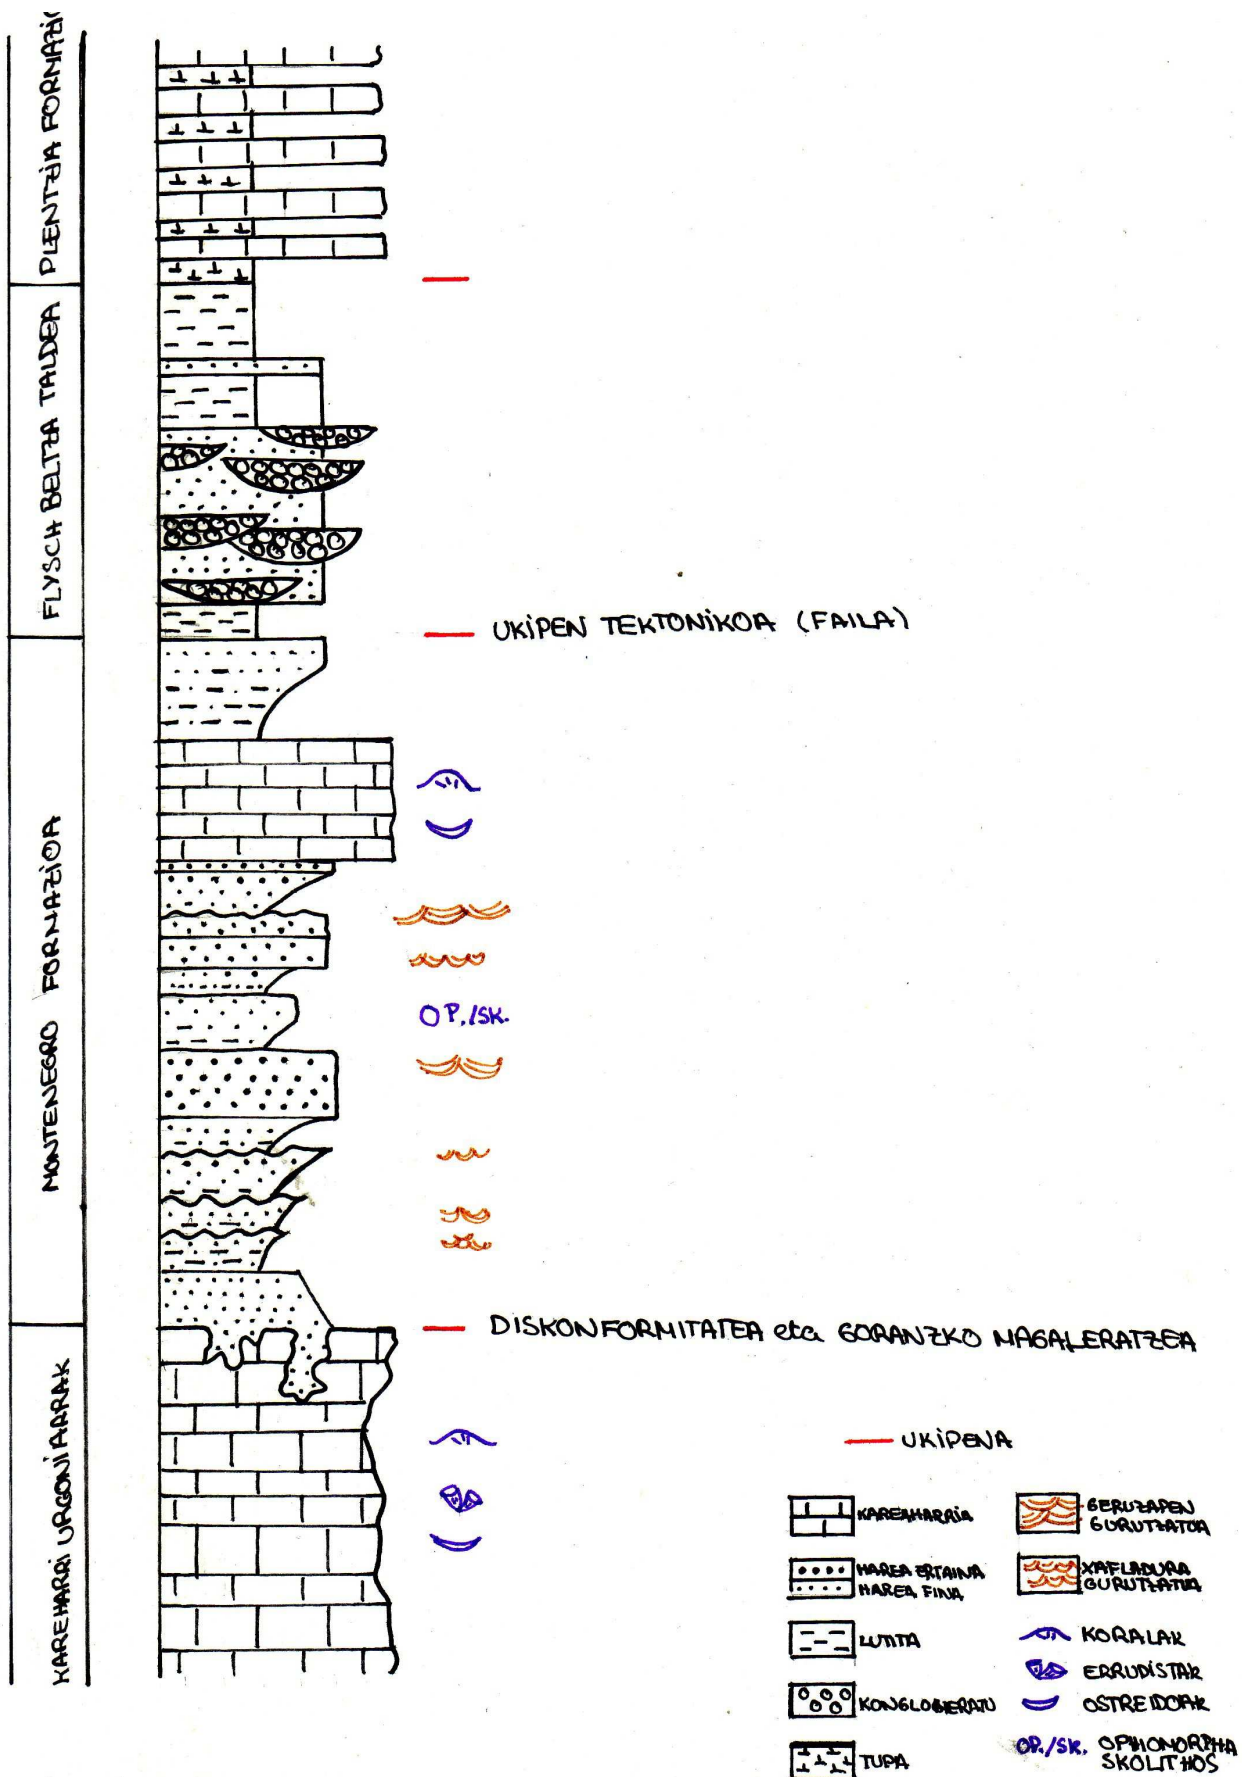 PLENTZIA FORMAZIO
FLYSCH BELTZA TALDEA
MONTENEGRO FORMAZIOA
KAREHARRI URGONIARRAK
UKIPEN TEKTONIKOA (FAILA)
OP./SK.
DISKONFORMITATEA eta GORANZKO MAGALERATZEA
UKIPENA
KAREAHARRIA
HAREA ERTAINA
HAREA FINA
LUTITA
KONGLOMERATU
TUPA
GERUZAPEN
GURUTZATUA
XAFLADURA
GURUTZATUA
KORALAK
ERRUDISTAK
OSTREIDOAK
OP./SK. OPHIOMORPHA
SKOLITHOS